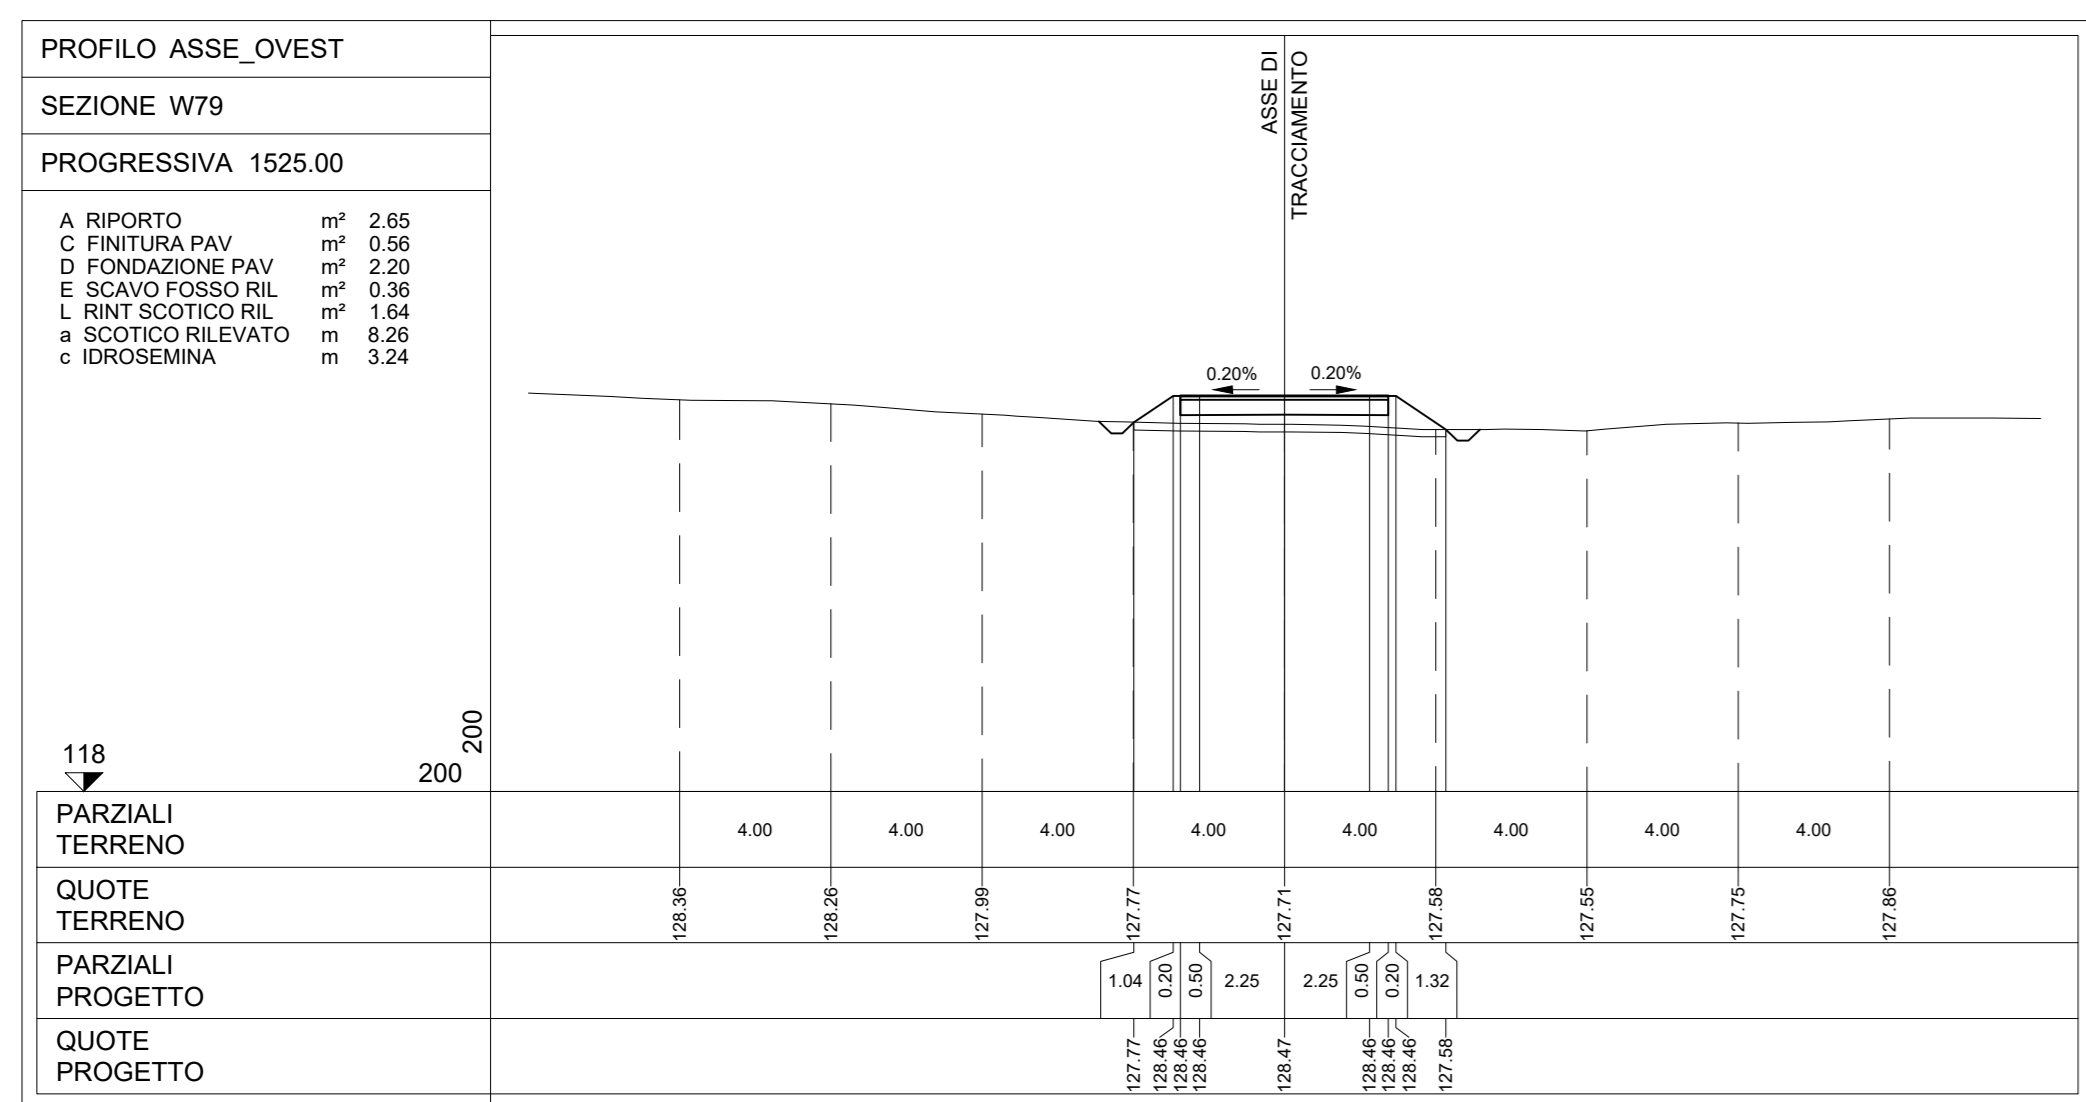 PROFILO ASSE_OVEST
SEZIONE W79
PROGRESSIVA 1525.00
A RIPORTO m² 2.65
C FINITURA PAV m² 0.56
D FONDAZIONE PAV m² 2.20
E SCAVO FOSSO RIL m² 0.36
L RINT SCOTICO RIL m² 1.64
a SCOTICO RILEVATO m 8.26
c IDROSEMINA m 3.24
ASSE DI
TRACCIAMENTO
0.20% 0.20%
118
200
200
PARZIALI
TERRENO
4.00 4.00 4.00 4.00 4.00 4.00 4.00 4.00
QUOTE
TERRENO
128.36 128.26 127.99 127.77 127.71 127.58 127.55 127.75 127.86
PARZIALI
PROGETTO
1.04 0.20 0.50 2.25 2.25 0.50 0.20 1.32
QUOTE
PROGETTO
127.77 128.46 128.46 128.46 128.47 128.46 128.46 128.46 127.58